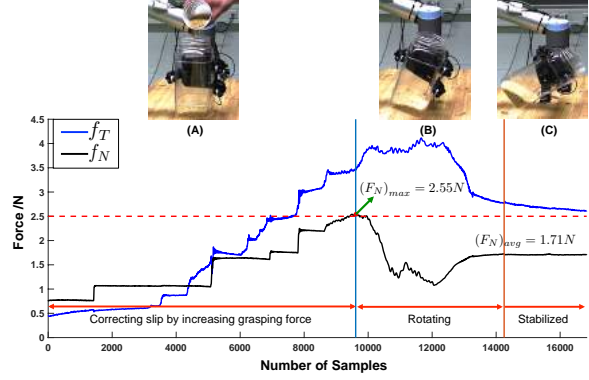 (A)
(B)
(C)
Force /N
4.5
4
3.5
3
2.5
2
1.5
1
0.5
0
f_T
f_N
(F_N)_max = 2.55N
(F_N)_avg = 1.71N
Correcting slip by increasing grasping force
Rotating
Stabilized
0
2000
4000
6000
8000
10000
12000
14000
16000
Number of Samples